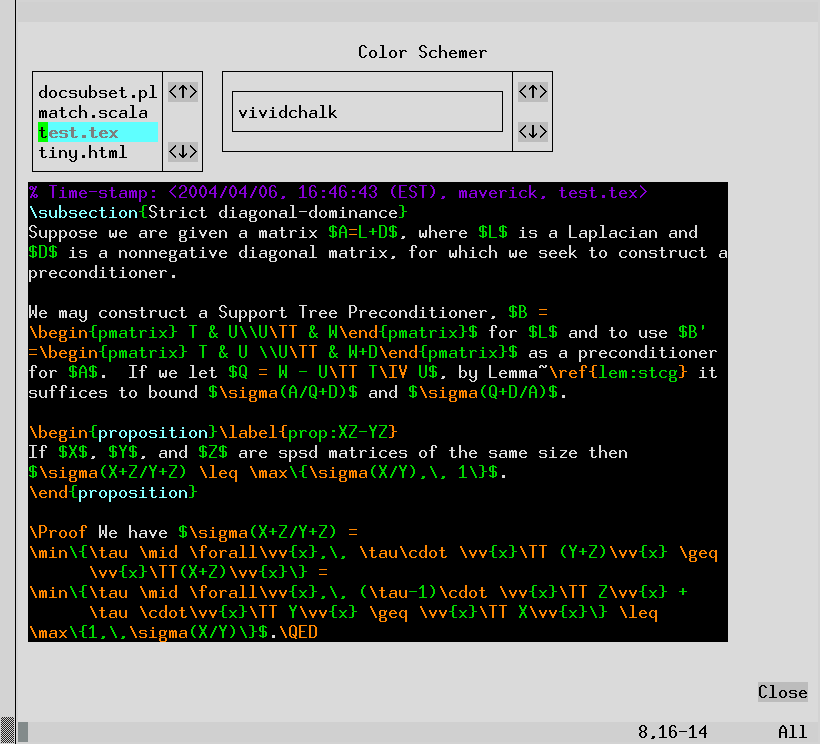 Color Schemer
docsubset.pl <↑>
match.scala
test.tex
tiny.html <↓>
vividchalk
<↑>
<↓>
% Time-stamp: <2004/04/06, 16:46:43 (EST), maverick, test.tex>
\subsection{Strict diagonal-dominance}
Suppose we are given a matrix $A=L+D$, where $L$ is a Laplacian and
$D$ is a nonnegative diagonal matrix, for which we seek to construct a
preconditioner.
We may construct a Support Tree Preconditioner, $B =
\begin{pmatrix} T & U\\U\TT & W\end{pmatrix}$ for $L$ and to use $B'
=\begin{pmatrix} T & U \\U\TT & W+D\end{pmatrix}$ as a preconditioner
for $A$.  If we let $Q = W - U\TT T\IV U$, by Lemma~\ref{lem:stcg} it
suffices to bound $\sigma(A/Q+D)$ and $\sigma(Q+D/A)$.
\begin{proposition}\label{prop:XZ-YZ}
If $X$, $Y$, and $Z$ are spsd matrices of the same size then
$\sigma(X+Z/Y+Z) \leq \max\{\sigma(X/Y),\, 1\}$.
\end{proposition}
\Proof We have $\sigma(X+Z/Y+Z) =
\min\{\tau \mid \forall\vv{x},\, \tau\cdot \vv{x}\TT (Y+Z)\vv{x} \geq
\vv{x}\TT(X+Z)\vv{x}\} =
\min\{\tau \mid \forall\vv{x},\, (\tau-1)\cdot \vv{x}\TT Z\vv{x} +
\tau \cdot\vv{x}\TT Y\vv{x} \geq \vv{x}\TT X\vv{x}\} \leq
\max\{1,\,\sigma(X/Y)\}$.\QED
Close
8,16-14 All